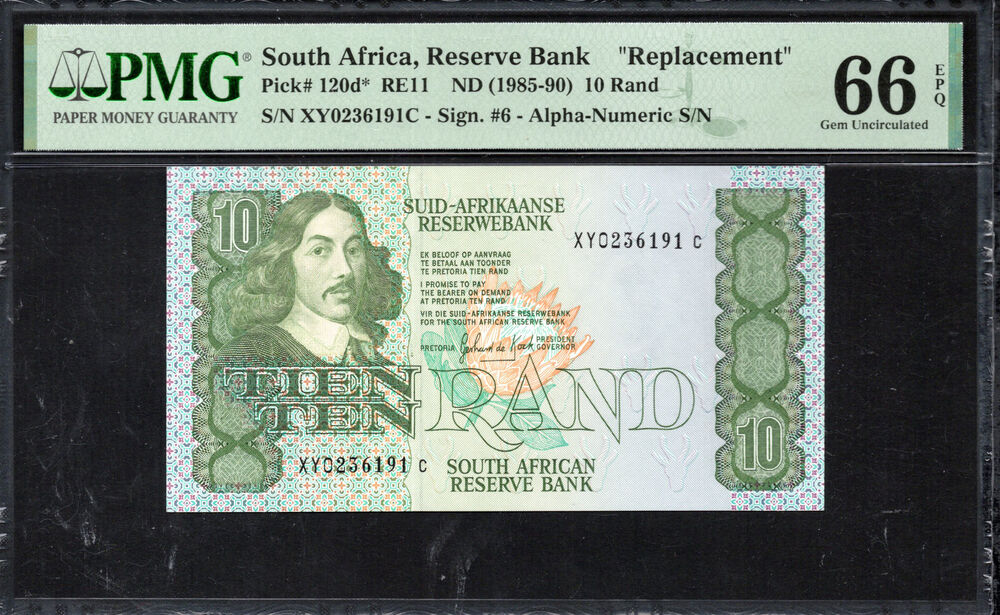 PMG®
PAPER MONEY GUARANTY
South Africa, Reserve Bank "Replacement"
Pick# 120d* RE11 ND (1985-90) 10 Rand
S/N XY0236191C - Sign. #6 - Alpha-Numeric S/N
66
EPQ
Gem Uncirculated
10
SUID-AFRIKAANSE
RESERWEBANK
XY0236191 C
EK BELOOF OP AANVRAAG
TE BETAAL AAN TOONDER
TE PRETORIA TIEN RAND
I PROMISE TO PAY
THE BEARER ON DEMAND
AT PRETORIA TEN RAND
VIR DIE SUID-AFRIKAANSE RESERWEBANK
FOR THE SOUTH AFRICAN RESERVE BANK
PRETORIA Gerhard de Kock PRESIDENT
GOVERNOR
TIEN
TEN
RAND
10
XY0236191 C
SOUTH AFRICAN
RESERVE BANK